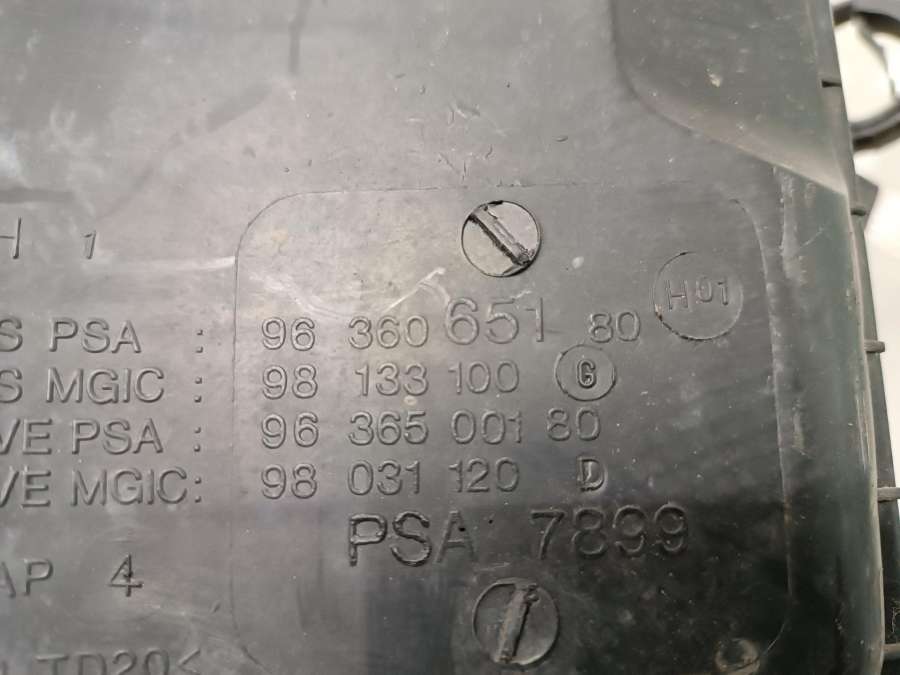 H 1
S PSA : 96 360 651 80 H01
S MGIC : 98 133 100 G
VE PSA : 96 365 001 80
VE MGIC: 98 031 120 D
PSA 7899
AP 4
TD20<